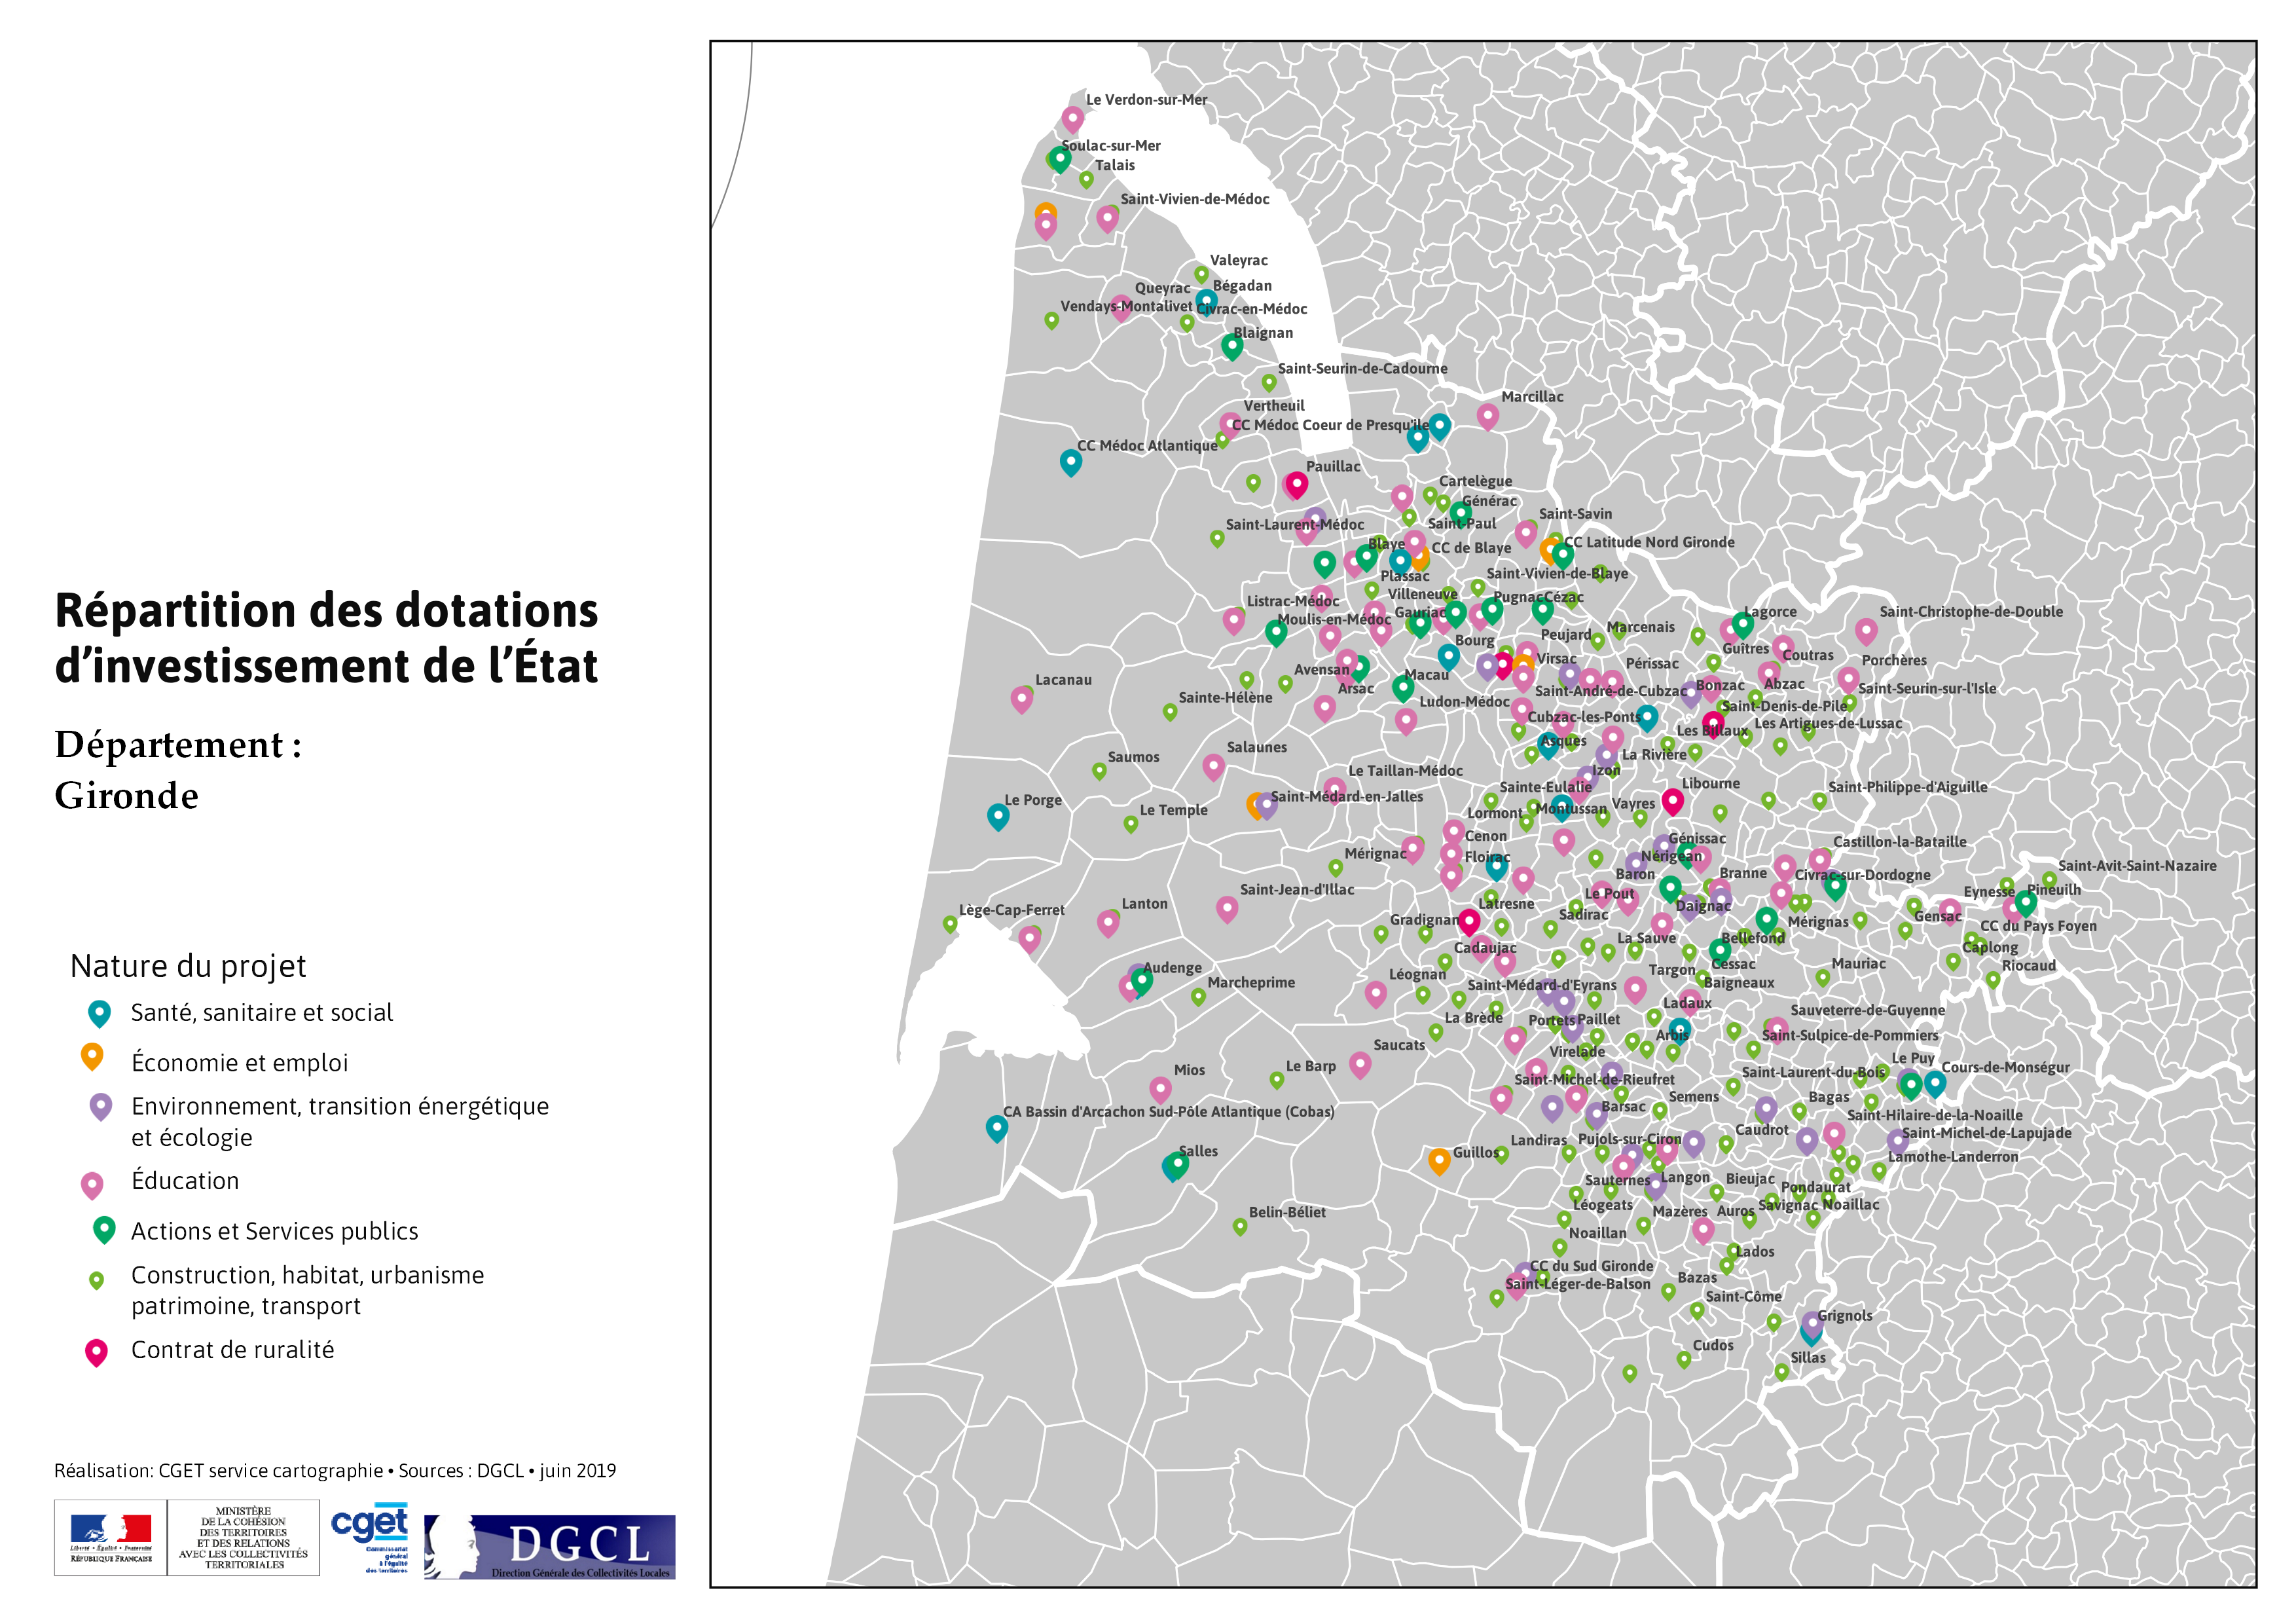 Répartition des dotations
d’investissement de l’État
Département :
Gironde
Nature du projet
Santé, sanitaire et social
Économie et emploi
Environnement, transition énergétique
et écologie
Éducation
Actions et Services publics
Construction, habitat, urbanisme
patrimoine, transport
Contrat de ruralité
Réalisation: CGET service cartographie • Sources : DGCL • juin 2019
Liberté • Égalité • Fraternité
RÉPUBLIQUE FRANÇAISE
MINISTÈRE
DE LA COHÉSION
DES TERRITOIRES
ET DES RELATIONS
AVEC LES COLLECTIVITÉS
TERRITORIALES
cget
Commissariat
général
à l'égalité
des territoires
DGCL
Direction Générale des Collectivités Locales
Le Verdon-sur-Mer
Soulac-sur-Mer
Talais
Saint-Vivien-de-Médoc
Valeyrac
Queyrac
Bégadan
Vendays-Montalivet
Civrac-en-Médoc
Blaignan
Saint-Seurin-de-Cadourne
Marcillac
Vertheuil
CC Médoc Coeur de Presqu'ile
CC Médoc Atlantique
Pauillac
Cartelègue
Générac
Saint-Laurent-Médoc
Saint-Paul
Saint-Savin
Blaye
CC de Blaye
CC Latitude Nord Gironde
Plassac
Saint-Vivien-de-Blaye
Listrac-Médoc
Villeneuve
Pugnac
Cézac
Moulis-en-Médoc
Gauriac
Lagorce
Saint-Christophe-de-Double
Bourg
Peujard
Marcenais
Guîtres
Coutras
Porchères
Avensan
Macau
Virsac
Périssac
Lacanau
Arsac
Saint-André-de-Cubzac
Bonzac
Abzac
Saint-Seurin-sur-l'Isle
Sainte-Hélène
Ludon-Médoc
Saint-Denis-de-Pile
Cubzac-les-Ponts
Les Billaux
Les Artigues-de-Lussac
Asques
Salaunes
La Rivière
Saumos
Le Taillan-Médoc
Izon
Libourne
Sainte-Eulalie
Saint-Philippe-d'Aiguille
Le Porge
Saint-Médard-en-Jalles
Le Temple
Lormont
Montussan
Vayres
Cenon
Génissac
Castillon-la-Bataille
Mérignac
Floirac
Nérigean
Saint-Avit-Saint-Nazaire
Baron
Branne
Civrac-sur-Dordogne
Saint-Jean-d'Illac
Le Pout
Eynesse
Pineuilh
Lanton
Latresne
Daignac
Lège-Cap-Ferret
Gradignan
Sadirac
Mérignas
Gensac
CC du Pays Foyen
Cadaujac
La Sauve
Bellefond
Caplong
Audenge
Léognan
Targon
Cessac
Mauriac
Riocaud
Marcheprime
Saint-Médard-d'Eyrans
Baigneaux
Ladaux
Sauveterre-de-Guyenne
La Brède
Portets
Paillet
Arbis
Saint-Sulpice-de-Pommiers
Saucats
Virelade
Le Puy
Cours-de-Monségur
Mios
Le Barp
Saint-Michel-de-Rieufret
Saint-Laurent-du-Bois
CA Bassin d'Arcachon Sud-Pôle Atlantique (Cobas)
Barsac
Semens
Bagas
Saint-Hilaire-de-la-Noaille
Caudrot
Saint-Michel-de-Lapujade
Salles
Guillos
Landiras
Pujols-sur-Ciron
Lamothe-Landerron
Sauternes
Langon
Bieujac
Pondaurat
Belin-Béliet
Léogeats
Mazères
Auros
Savignac
Noaillac
Noaillan
Lados
CC du Sud Gironde
Saint-Léger-de-Balson
Bazas
Saint-Côme
Grignols
Cudos
Sillas